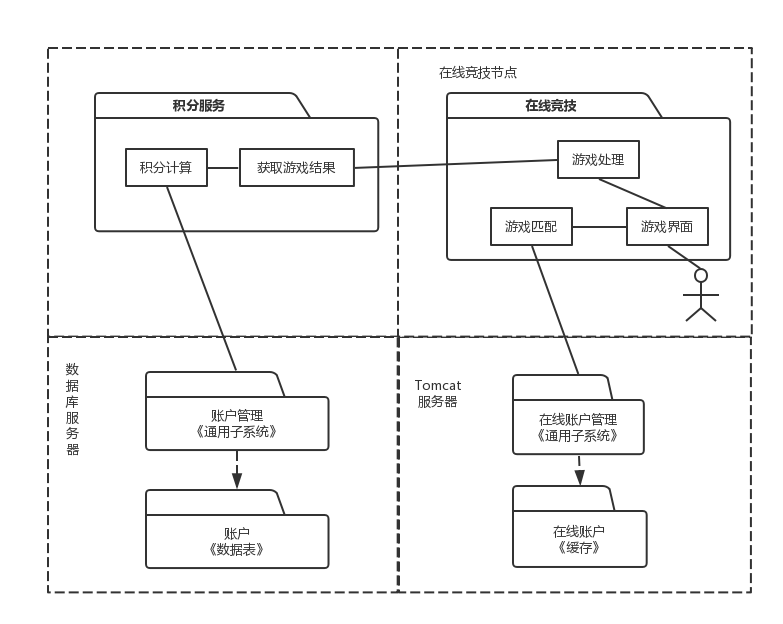 在线竞技节点
积分服务
积分计算
获取游戏结果
在线竞技
游戏处理
游戏匹配
游戏界面
数
据
库
服
务
器
账户管理
《通用子系统》
账户
《数据表》
Tomcat
服务器
在线账户管理
《通用子系统》
在线账户
《缓存》